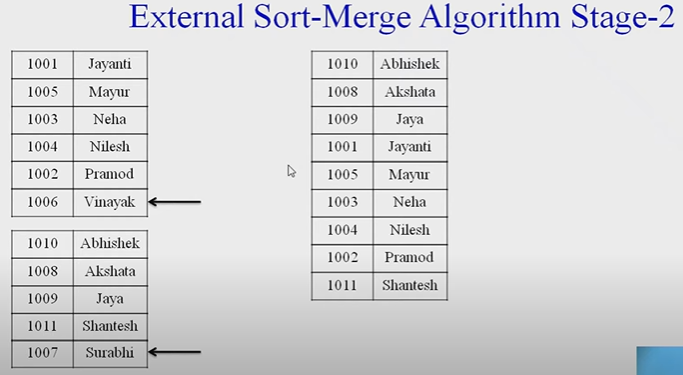 External Sort-Merge Algorithm Stage-2
1001 Jayanti
1005 Mayur
1003 Neha
1004 Nilesh
1002 Pramod
1006 Vinayak
1010 Abhishek
1008 Akshata
1009 Jaya
1011 Shantesh
1007 Surabhi
1010 Abhishek
1008 Akshata
1009 Jaya
1001 Jayanti
1005 Mayur
1003 Neha
1004 Nilesh
1002 Pramod
1011 Shantesh